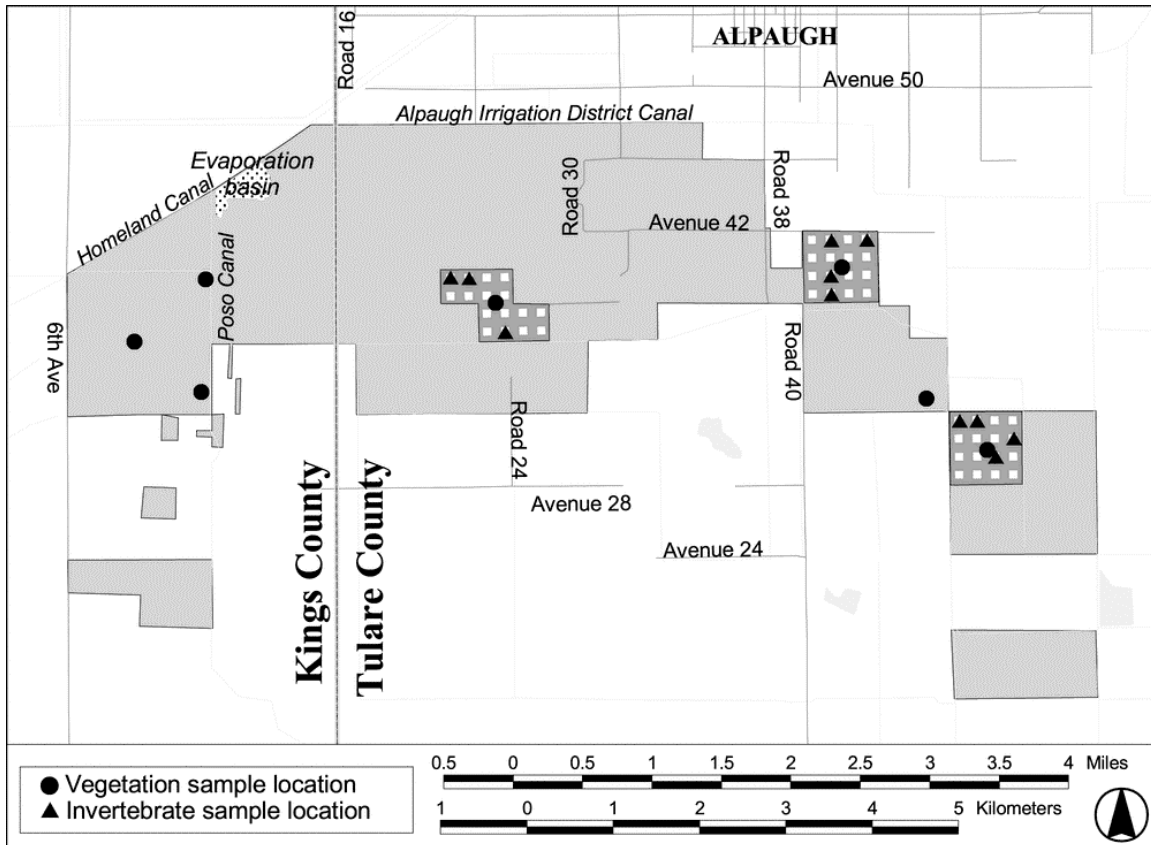 Road 16
ALPAUGH
Avenue 50
Alpaugh Irrigation District Canal
Evaporation
basin
Homeland Canal
Road 30
Road 38
Avenue 42
Poso Canal
6th Ave
Road 40
Road 24
Kings County
Tulare County
Avenue 28
Avenue 24
Vegetation sample location
Invertebrate sample location
0.5 0 0.5 1 1.5 2 2.5 3 3.5 4 Miles
1 0 1 2 3 4 5 Kilometers